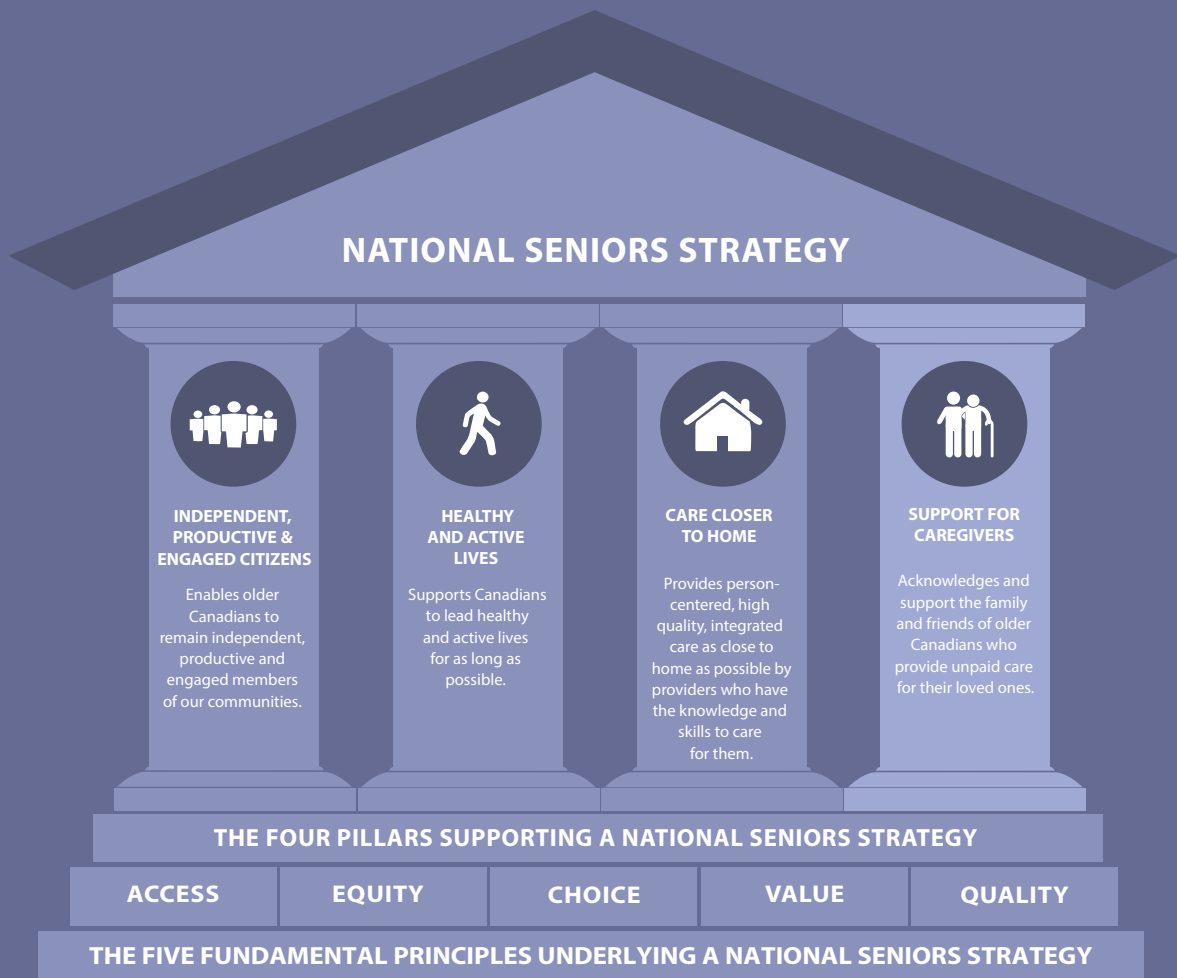 NATIONAL SENIORS STRATEGY
INDEPENDENT,
PRODUCTIVE &
ENGAGED CITIZENS
Enables older
Canadians to
remain independent,
productive and
engaged members
of our communities.
HEALTHY
AND ACTIVE
LIVES
Supports Canadians
to lead healthy
and active lives
for as long as
possible.
CARE CLOSER
TO HOME
Provides person-
centered, high
quality, integrated
care as close to
home as possible by
providers who have
the knowledge and
skills to care
for them.
SUPPORT FOR
CAREGIVERS
Acknowledges and
support the family
and friends of older
Canadians who
provide unpaid care
for their loved ones.
THE FOUR PILLARS SUPPORTING A NATIONAL SENIORS STRATEGY
ACCESS
EQUITY
CHOICE
VALUE
QUALITY
THE FIVE FUNDAMENTAL PRINCIPLES UNDERLYING A NATIONAL SENIORS STRATEGY